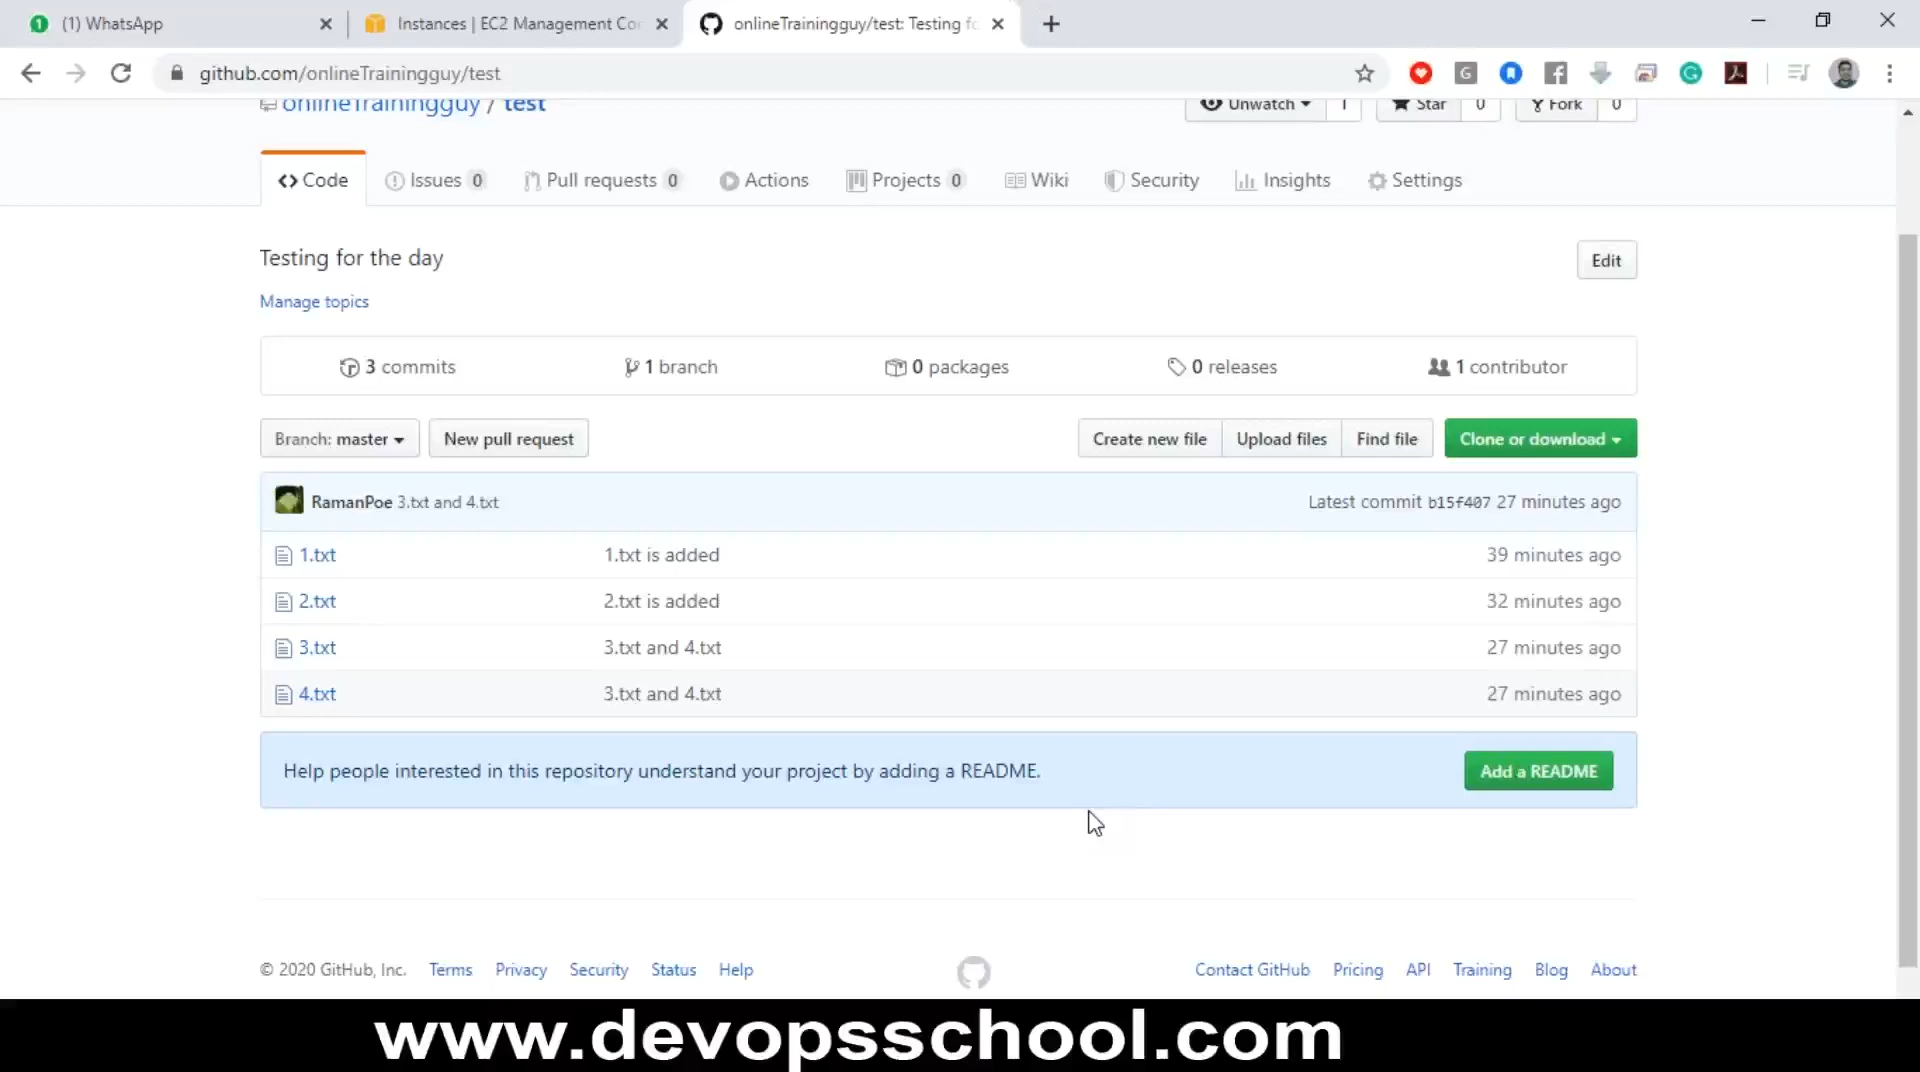 (1) WhatsApp
Instances | EC2 Management Co
onlineTrainingguy/test: Testing fo
github.com/onlineTrainingguy/test
onlineTrainingguy / test
Unwatch 1
Star 0
Fork 0
Code
Issues 0
Pull requests 0
Actions
Projects 0
Wiki
Security
Insights
Settings
Testing for the day
Edit
Manage topics
3 commits
1 branch
0 packages
0 releases
1 contributor
Branch: master
New pull request
Create new file
Upload files
Find file
Clone or download
RamanPoe 3.txt and 4.txt
Latest commit b15f407 27 minutes ago
1.txt 1.txt is added 39 minutes ago
2.txt 2.txt is added 32 minutes ago
3.txt 3.txt and 4.txt 27 minutes ago
4.txt 3.txt and 4.txt 27 minutes ago
Help people interested in this repository understand your project by adding a README.
Add a README
© 2020 GitHub, Inc. Terms Privacy Security Status Help
Contact GitHub Pricing API Training Blog About
www.devopsschool.com